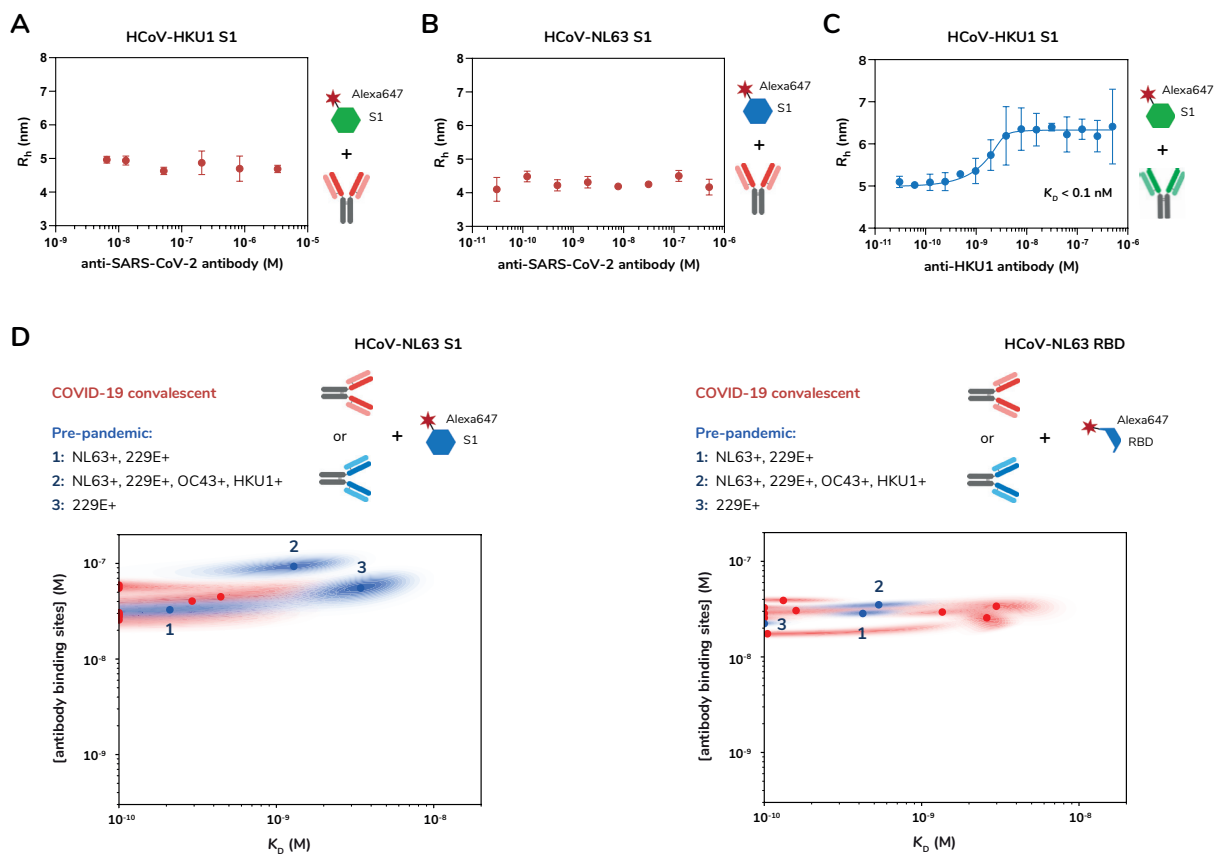 A
HCoV-HKU1 S1
8
7
6
5
4
3
Rh (nm)
10-9
10-8
10-7
10-6
10-5
anti-SARS-CoV-2 antibody (M)
Alexa647
S1
+
B
HCoV-NL63 S1
8
7
6
5
4
3
Rh (nm)
10-10
10-9
10-8
10-7
10-6
anti-SARS-CoV-2 antibody (M)
Alexa647
S1
+
C
HCoV-HKU1 S1
8
7
6
5
4
Rh (nm)
KD < 0.1 nM
10-11
10-10
10-9
10-8
10-7
10-6
anti-HKU1 antibody (M)
Alexa647
S1
+
D
HCoV-NL63 S1
COVID-19 convalescent
Pre-pandemic:
1: NL63+, 229E+
2: NL63+, 229E+, OC43+, HKU1+
3: 229E+
or
+
Alexa647
S1
10-7
10-8
10-9
[antibody binding sites] (M)
2
3
1
10-10
10-9
10-8
KD (M)
HCoV-NL63 RBD
COVID-19 convalescent
Pre-pandemic:
1: NL63+, 229E+
2: NL63+, 229E+, OC43+, HKU1+
3: 229E+
or
+
Alexa647
RBD
10-7
10-8
10-9
[antibody binding sites] (M)
2
3
1
10-10
10-9
10-8
KD (M)